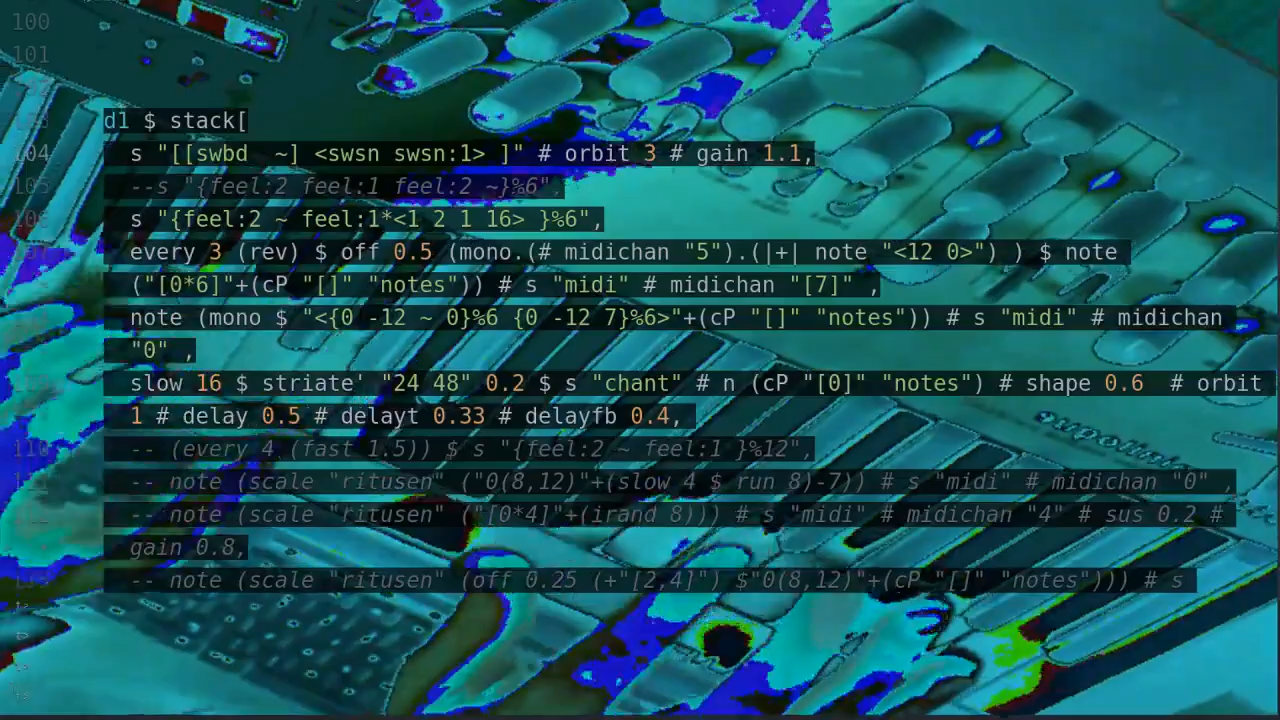 100
101
103
d1 $ stack[
104
s "[[swbd  ~] <swsn swsn:1> ]" # orbit 3 # gain 1.1,
105
--s "{feel:2 feel:1 feel:2 ~}%6",
106
s "{feel:2 ~ feel:1*<1 2 1 16> }%6",
every 3 (rev) $ off 0.5 (mono.(# midichan "5").(|+| note "<12 0>") ) $ note
("[0*6]"+(cP "[]" "notes")) # s "midi" # midichan "[7]" ,
note (mono $ "<{0 -12 ~ 0}%6 {0 -12 7}%6>"+(cP "[]" "notes")) # s "midi" # midichan
"0" ,
slow 16 $ striate' "24 48" 0.2 $ s "chant" # n (cP "[0]" "notes") # shape 0.6  # orbit
1 # delay 0.5 # delayt 0.33 # delayfb 0.4,
110
-- (every 4 (fast 1.5)) $ s "{feel:2 ~ feel:1 }%12",
-- note (scale "ritusen" ("0(8,12)"+(slow 4 $ run 8)-7)) # s "midi" # midichan "0" ,
-- note (scale "ritusen" ("[0*4]"+(irand 8))) # s "midi" # midichan "4" # sus 0.2 #
gain 0.8,
-- note (scale "ritusen" (off 0.25 (+"[2,4]") $"0(8,12)"+(cP "[]" "notes"))) # s